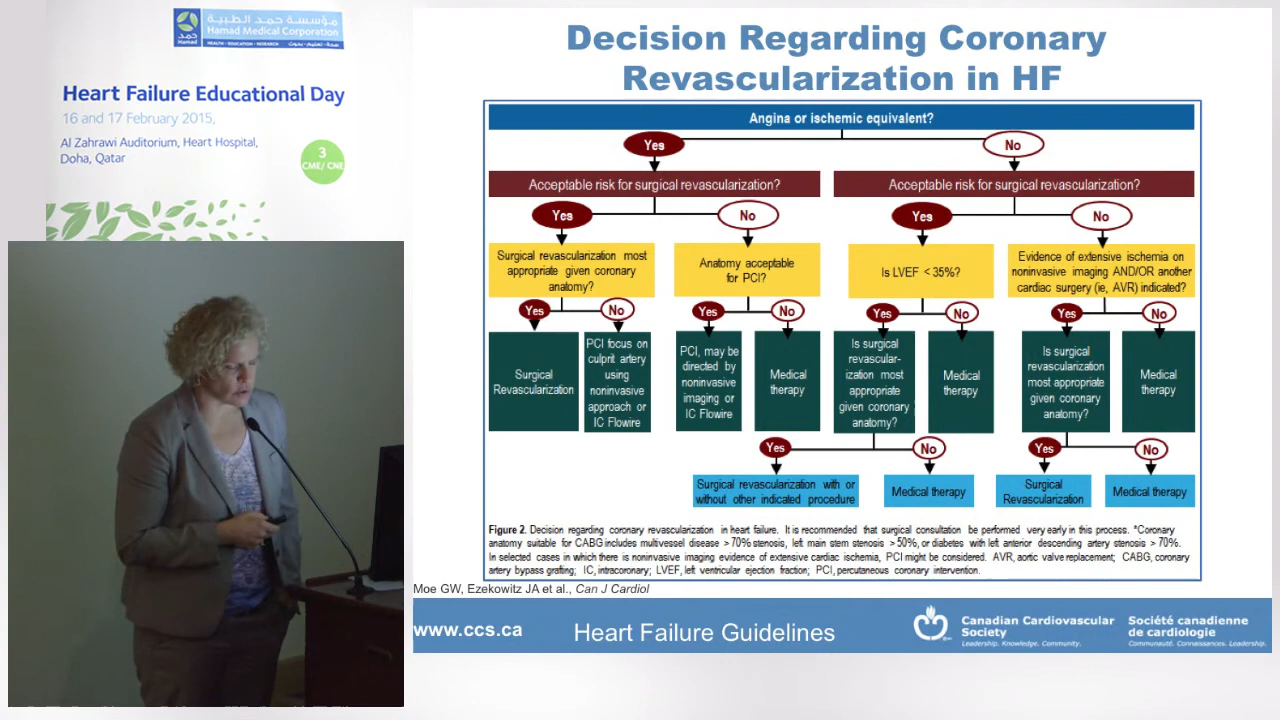 مؤسسة حمد الطبية
Hamad Medical Corporation
HEALTH · EDUCATION · RESEARCH صحة · تعليم · بحوث
حمد
Hamad
Heart Failure Educational Day
16 and 17 February 2015,
Al Zahrawi Auditorium, Heart Hospital,
Doha, Qatar
3
CME/ CNE
Decision Regarding Coronary
Revascularization in HF
Angina or ischemic equivalent?
Yes
No
Acceptable risk for surgical revascularization?
Acceptable risk for surgical revascularization?
Yes
No
Yes
No
Surgical revascularization most
appropriate given coronary
anatomy?
Anatomy acceptable
for PCI?
Is LVEF < 35%?
Evidence of extensive ischemia on
noninvasive imaging AND/OR another
cardiac surgery (ie, AVR) indicated?
Yes
No
Yes
No
Yes
No
Yes
No
Surgical
Revascularization
PCI focus on
culprit artery
using
noninvasive
approach or
IC Flowire
PCI, may be
directed by
noninvasive
imaging or
IC Flowire
Medical
therapy
Is surgical
revascular-
ization most
appropriate
given coronary
anatomy?
Medical
therapy
Is surgical
revascularization
most appropriate
given coronary
anatomy?
Medical
therapy
Yes
No
Yes
No
Surgical revascularization with or
without other indicated procedure
Medical therapy
Surgical
Revascularization
Medical therapy
Figure 2. Decision regarding coronary revascularization in heart failure. It is recommended that surgical consultation be performed very early in this process. *Coronary
anatomy suitable for CABG includes multivessel disease >70% stenosis, left main stem stenosis >50%, or diabetes with left anterior descending artery stenosis >70%.
In selected cases in which there is noninvasive imaging evidence of extensive cardiac ischemia, PCI might be considered. AVR, aortic valve replacement; CABG, coronary
artery bypass grafting; IC, intracoronary; LVEF, left ventricular ejection fraction; PCI, percutaneous coronary intervention.
Moe GW, Ezekowitz JA et al., Can J Cardiol
www.ccs.ca
Heart Failure Guidelines
Canadian Cardiovascular
Society
Leadership. Knowledge. Community.
Société canadienne
de cardiologie
Communauté. Connaissances. Leadership.